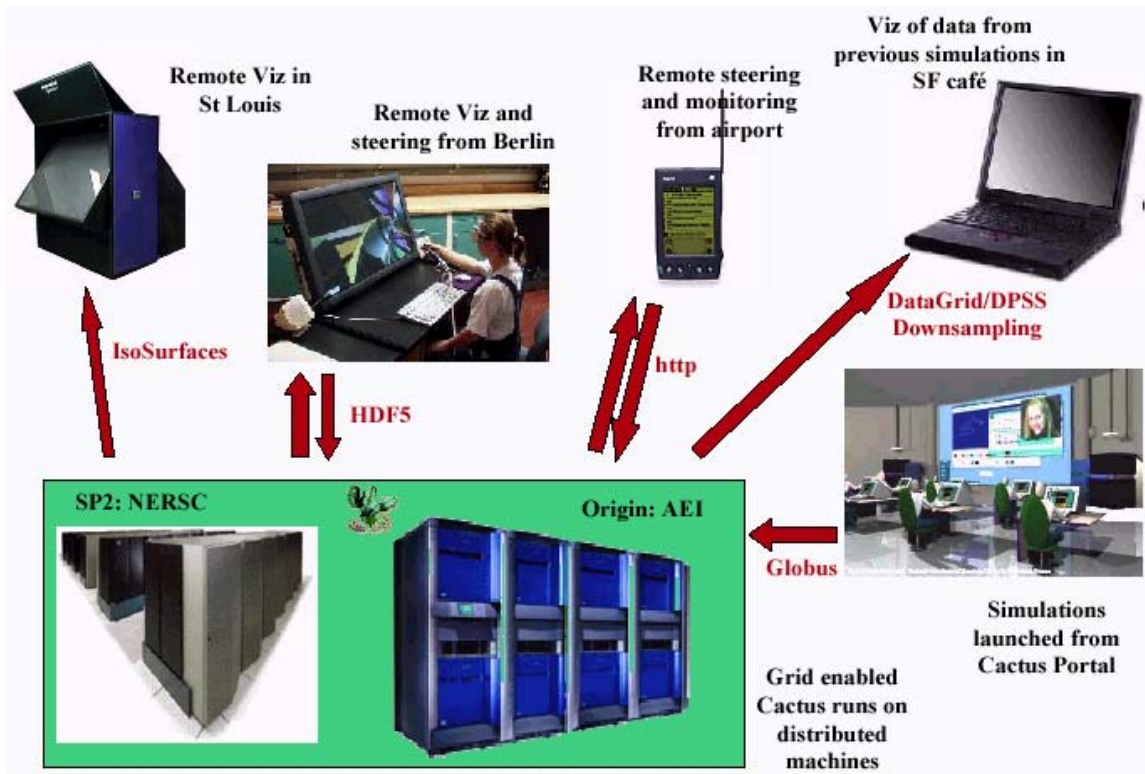 Remote Viz in
St Louis
Remote Viz and
steering from Berlin
Remote steering
and monitoring
from airport
Viz of data from
previous simulations in
SF café
IsoSurfaces
HDF5
http
DataGrid/DPSS
Downsampling
SP2: NERSC
Origin: AEI
Globus
Simulations
launched from
Cactus Portal
Grid enabled
Cactus runs on
distributed
machines